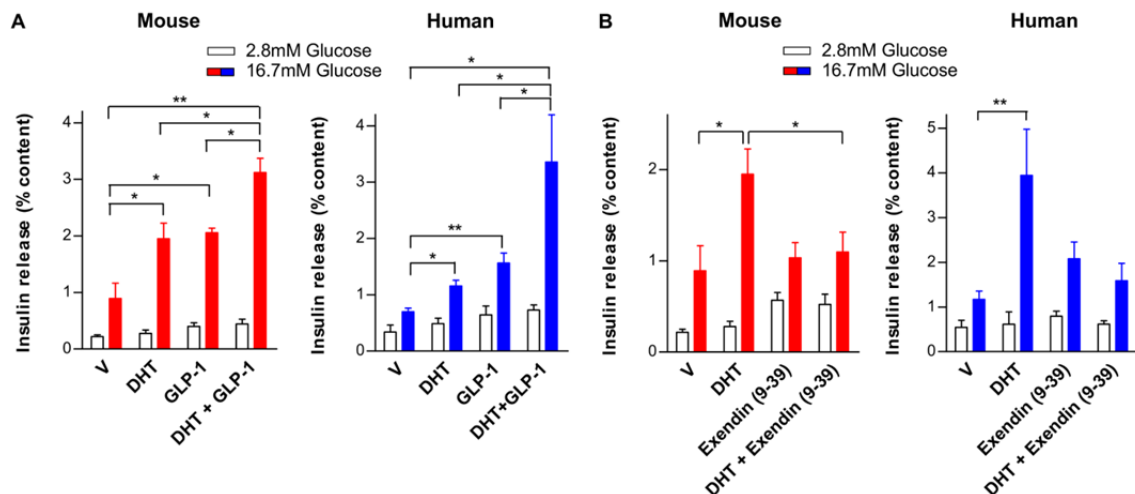 A
Mouse
Human
2.8mM Glucose
16.7mM Glucose
Insulin release (% content)
4
3
2
1
0
**
*
*
*
*
V
DHT
GLP-1
DHT + GLP-1
Insulin release (% content)
4
3
2
1
0
*
*
*
**
*
V
DHT
GLP-1
DHT+GLP-1
B
Mouse
Human
2.8mM Glucose
16.7mM Glucose
Insulin release (% content)
2
1
0
*
*
V
DHT
Exendin (9-39)
DHT + Exendin (9-39)
Insulin release (% content)
5
4
3
2
1
0
**
V
DHT
Exendin (9-39)
DHT + Exendin (9-39)